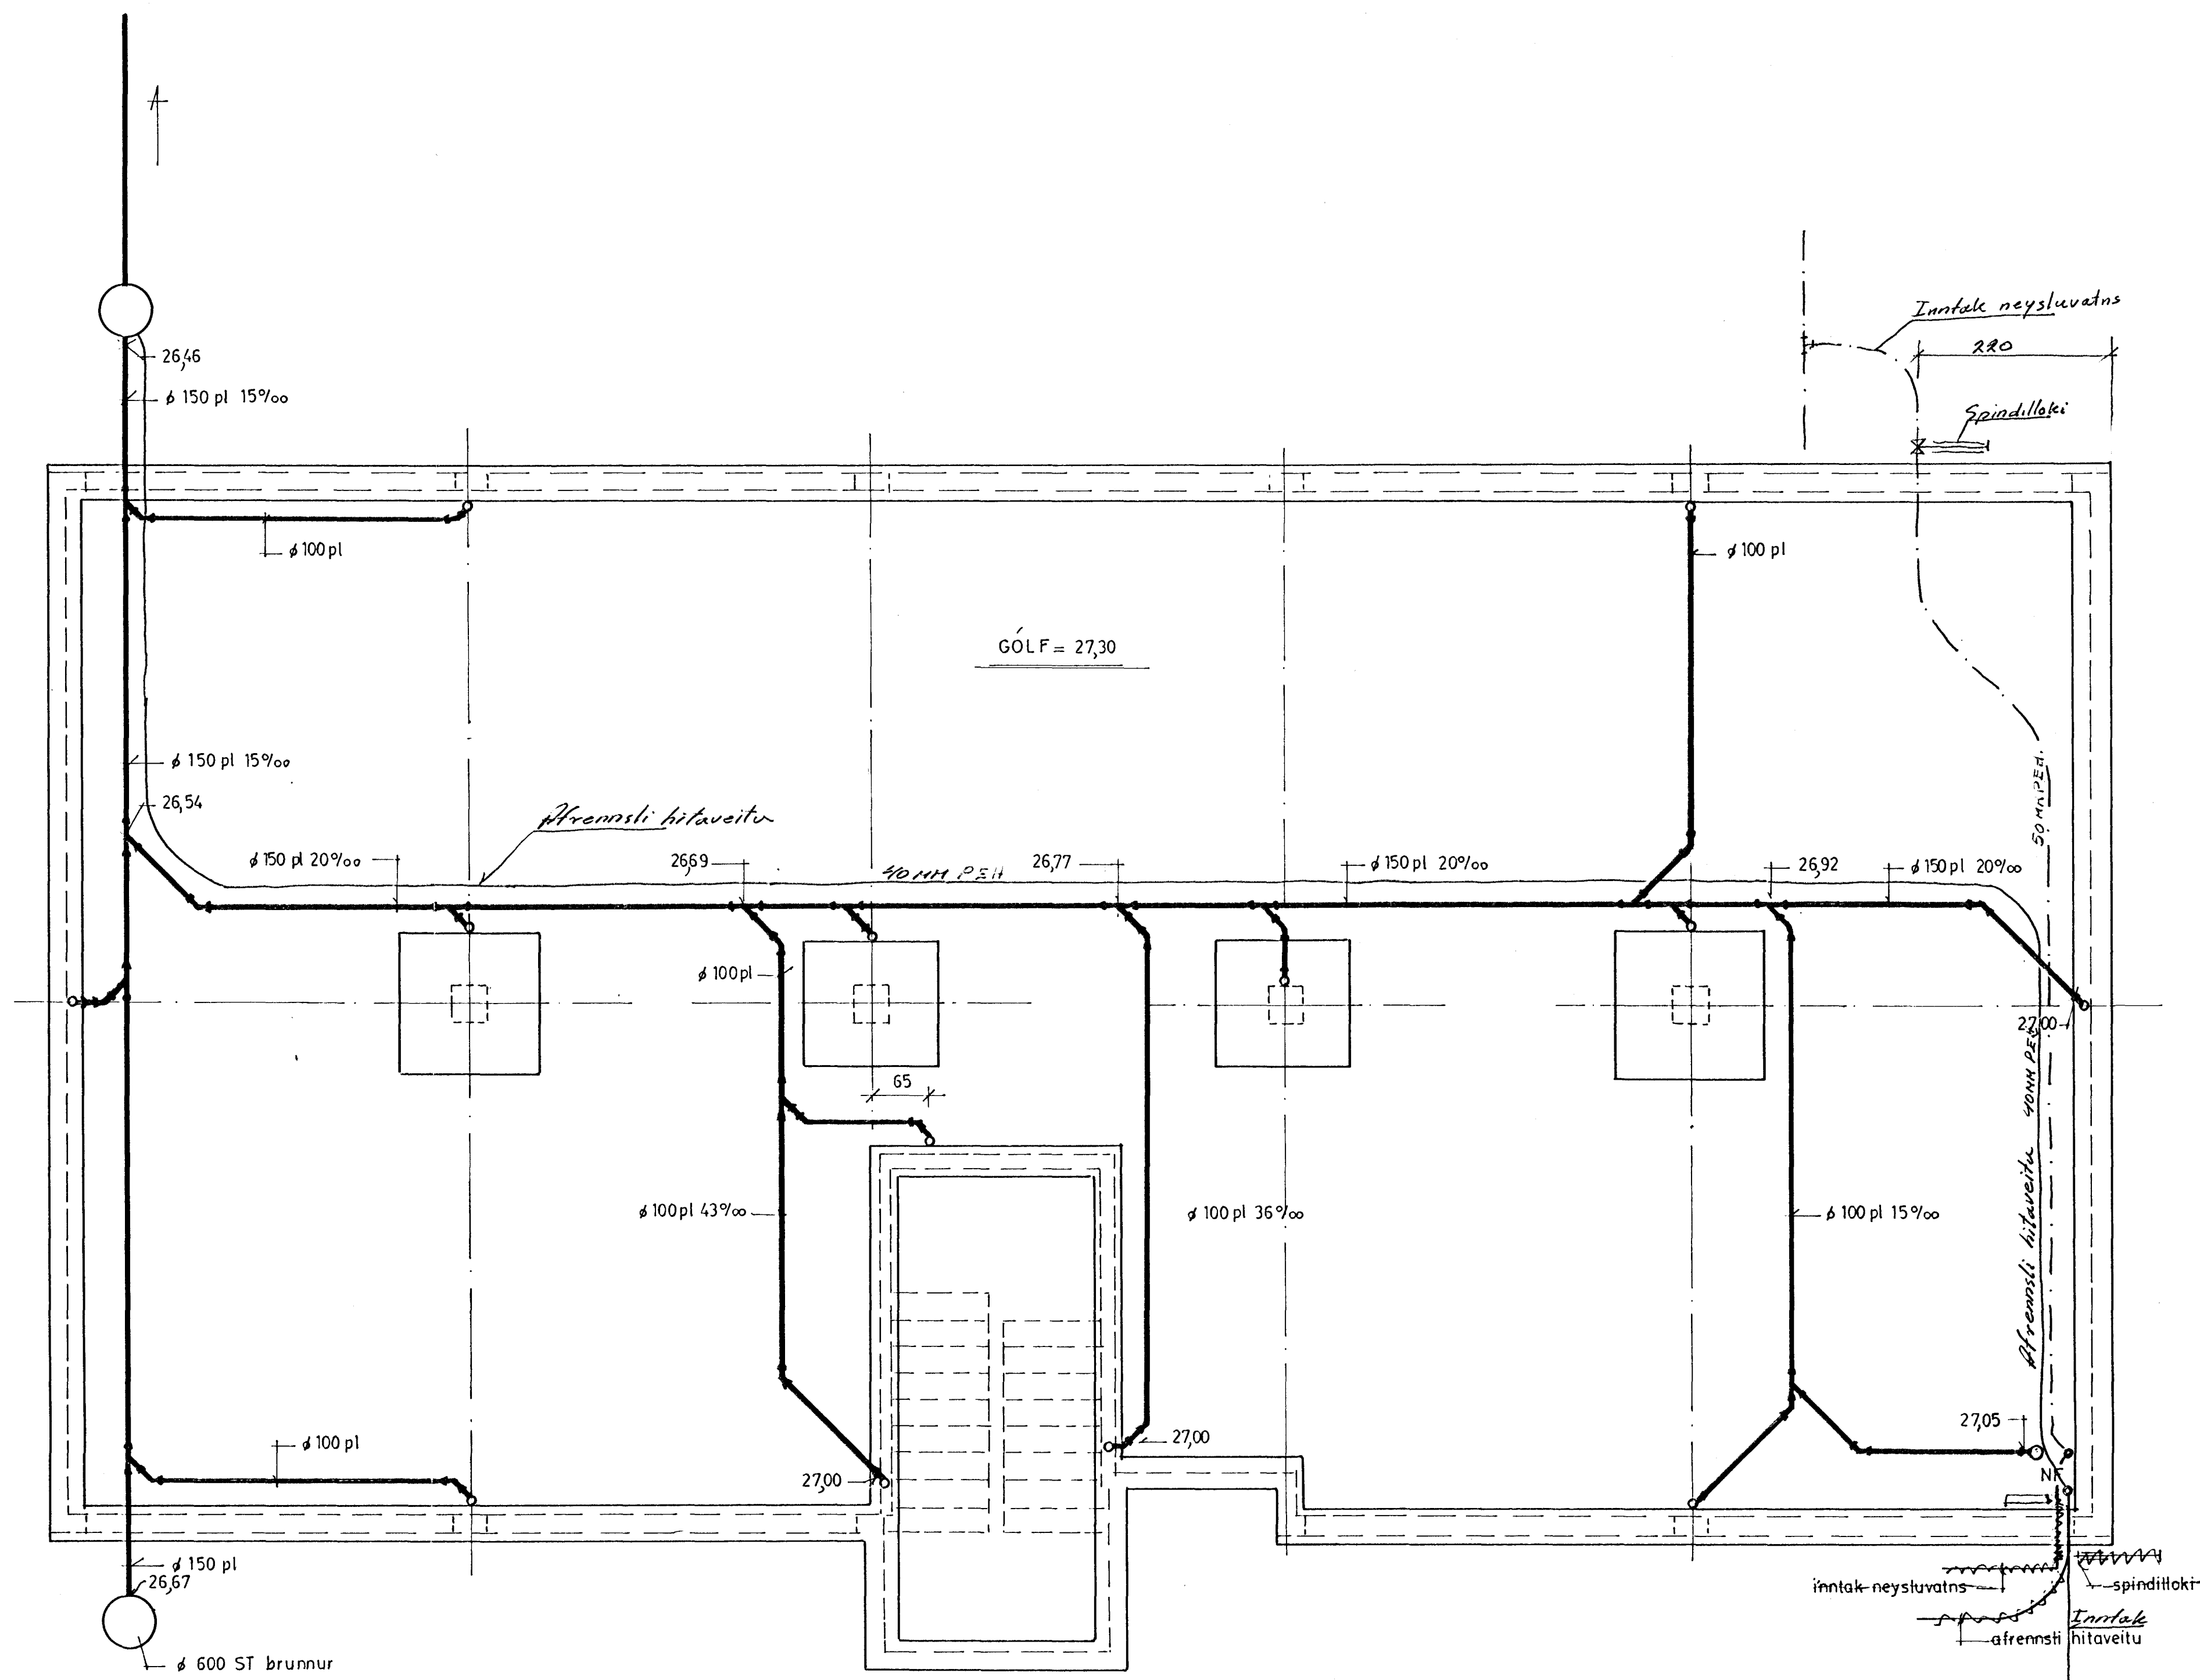 Inntak neysluvatns
220
26,46
ϕ 150 pl 15‰
Spindilloki
ϕ 100 pl
ϕ 100 pl
GÓLF = 27,30
ϕ 150 pl 15‰
50 MM PEH.
26,54
Afrennsli hitaveitu
ϕ 150 pl 20‰
26,69
40 MM PEH
26,77
ϕ 150 pl 20‰
26,92
ϕ 150 pl 20‰
ϕ 100 pl
27,00
65
Afrennsli hitaveitu 40 MM PEH
ϕ 100 pl 43‰
ϕ 100 pl 36‰
ϕ 100 pl 15‰
ϕ 100 pl
27,00
27,05
27,00
NF
ϕ 150 pl
26,67
inntak neysluvatns
spindilloki
Inntak
afrennsli hitaveitu
ϕ 600 ST brunnur